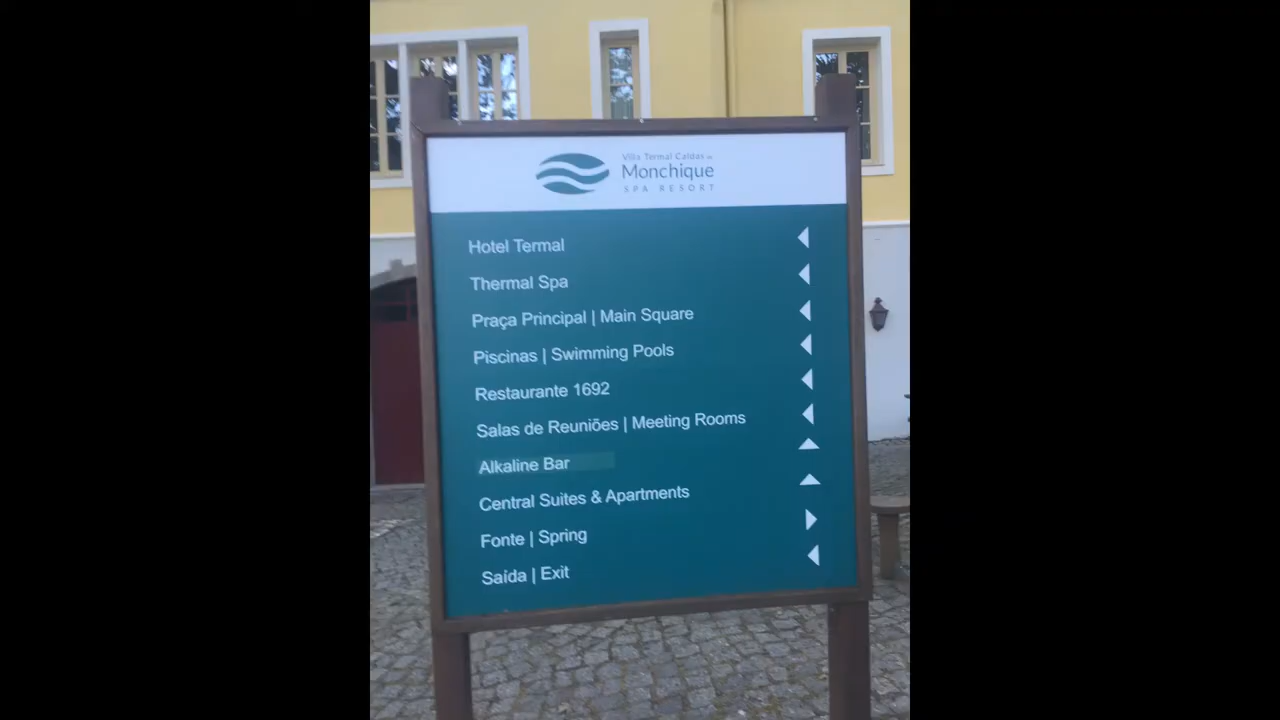 Villa Termal Caldas de
Monchique
SPA RESORT
Hotel Termal
Thermal Spa
Praça Principal | Main Square
Piscinas | Swimming Pools
Restaurante 1692
Salas de Reuniões | Meeting Rooms
Alkaline Bar
Central Suites & Apartments
Fonte | Spring
Saída | Exit